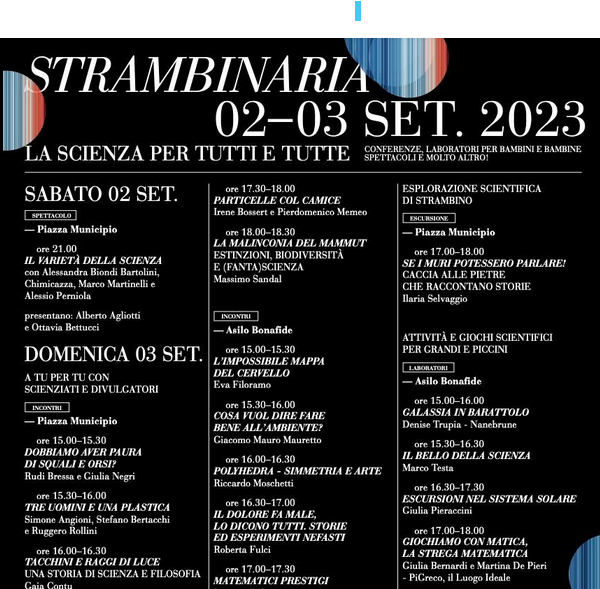 STRAMBINARIA
02–03 SET. 2023
LA SCIENZA PER TUTTI E TUTTE
CONFERENZE, LABORATORI PER BAMBINI E BAMBINE
SPETTACOLI E MOLTO ALTRO!
SABATO 02 SET.
SPETTACOLO
— Piazza Municipio
ore 21.00
IL VARIETÀ DELLA SCIENZA
con Alessandra Biondi Bartolini,
Chimicazza, Marco Martinelli e
Alessio Perniola
presentano: Alberto Agliotti
e Ottavia Bettucci
DOMENICA 03 SET.
A TU PER TU CON
SCIENZIATI E DIVULGATORI
INCONTRI
— Piazza Municipio
ore 15.00–15.30
DOBBIAMO AVER PAURA
DI SQUALI E ORSI?
Rudi Bressa e Giulia Negri
ore 15.30–16.00
TRE UOMINI E UNA PLASTICA
Simone Angioni, Stefano Bertacchi
e Ruggero Rollini
ore 16.00–16.30
TACCHINI E RAGGI DI LUCE
UNA STORIA DI SCIENZA E FILOSOFIA
Gaia Contu
ore 17.30–18.00
PARTICELLE COL CAMICE
Irene Bossert e Pierdomenico Memeo
ore 18.00–18.30
LA MALINCONIA DEL MAMMUT
ESTINZIONI, BIODIVERSITÀ
E (FANTA)SCIENZA
Massimo Sandal
INCONTRI
— Asilo Bonafide
ore 15.00–15.30
L'IMPOSSIBILE MAPPA
DEL CERVELLO
Eva Filoramo
ore 15.30–16.00
COSA VUOL DIRE FARE
BENE ALL'AMBIENTE?
Giacomo Mauro Mauretto
ore 16.00–16.30
POLYHEDRA - SIMMETRIA E ARTE
Riccardo Moschetti
ore 16.30–17.00
IL DOLORE FA MALE,
LO DICONO TUTTI. STORIE
ED ESPERIMENTI NEFASTI
Roberta Fulci
ore 17.00–17.30
MATEMATICI PRESTIGI
ESPLORAZIONE SCIENTIFICA
DI STRAMBINO
ESCURSIONE
— Piazza Municipio
ore 17.00–18.00
SE I MURI POTESSERO PARLARE!
CACCIA ALLE PIETRE
CHE RACCONTANO STORIE
Ilaria Selvaggio
ATTIVITÀ E GIOCHI SCIENTIFICI
PER GRANDI E PICCINI
LABORATORI
— Asilo Bonafide
ore 15.00–16.00
GALASSIA IN BARATTOLO
Denise Trupia - Nanebrune
ore 15.30–16.30
IL BELLO DELLA SCIENZA
Marco Testa
ore 16.30–17.30
ESCURSIONI NEL SISTEMA SOLARE
Giulia Pieraccini
ore 17.00–18.00
GIOCHIAMO CON MATICA,
LA STREGA MATEMATICA
Giulia Bernardi e Martina De Pieri
- PiGreco, il Luogo Ideale